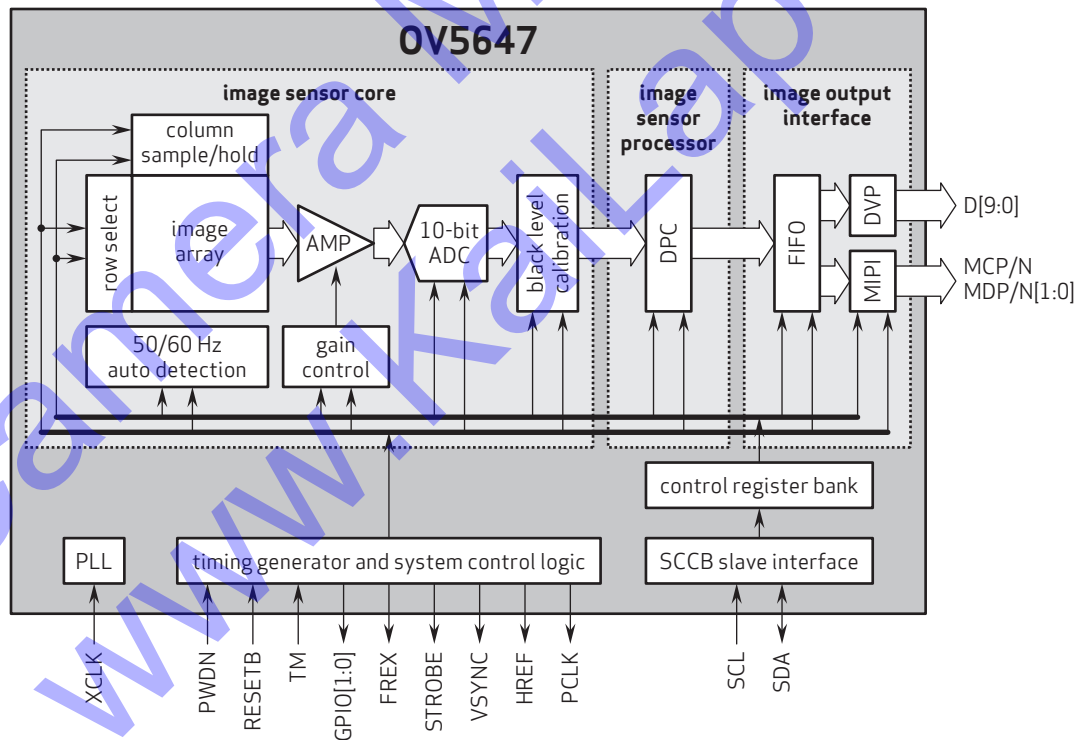 OV5647
image sensor core
image
sensor
processor
image output
interface
column
sample/hold
row select
image
array
AMP
10-bit
ADC
black level
calibration
DPC
FIFO
DVP
MIPI
D[9:0]
MCP/N
MDP/N[1:0]
50/60 Hz
auto detection
gain
control
control register bank
PLL
timing generator and system control logic
SCCB slave interface
XCLK
PWDN
RESETB
TM
GPIO[1:0]
FREX
STROBE
VSYNC
HREF
PCLK
SCL
SDA